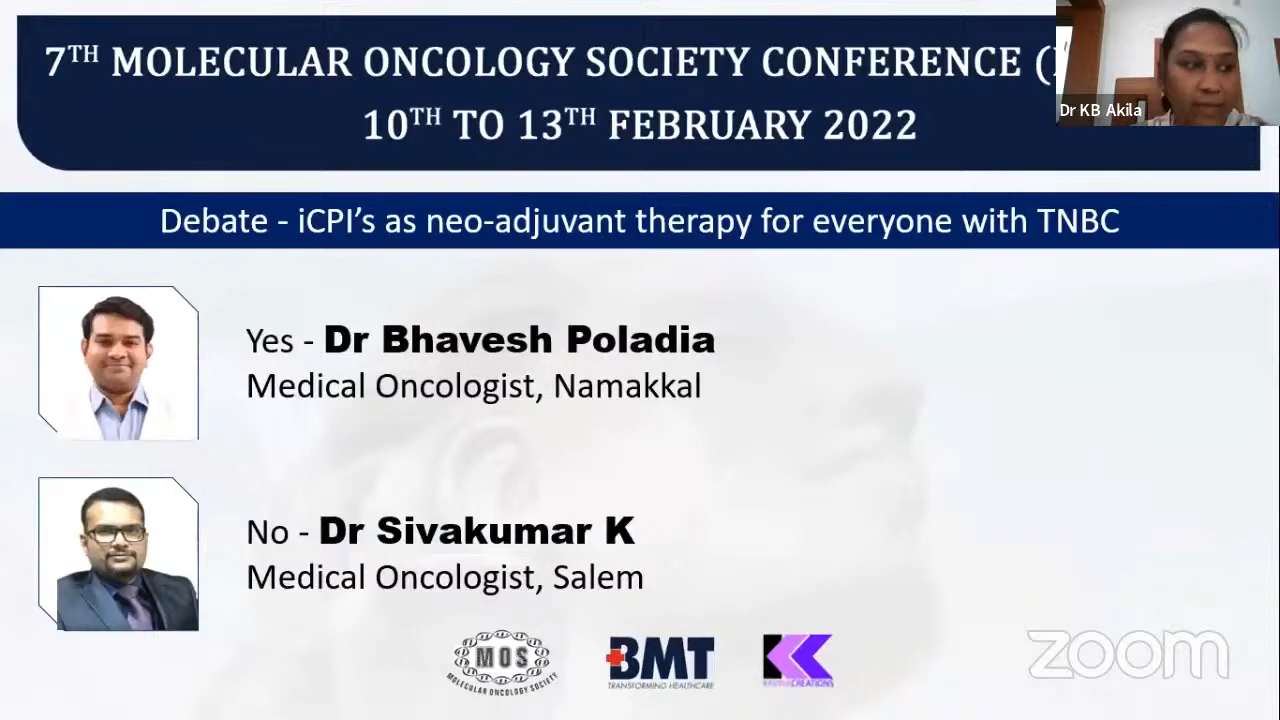 7TH MOLECULAR ONCOLOGY SOCIETY CONFERENCE (
10TH TO 13TH FEBRUARY 2022
Dr KB Akila
Debate - iCPI's as neo-adjuvant therapy for everyone with TNBC
Yes - Dr Bhavesh Poladia
Medical Oncologist, Namakkal
No - Dr Sivakumar K
Medical Oncologist, Salem
MOS
MOLECULAR ONCOLOGY SOCIETY
BMT
TRANSFORMING HEALTHCARE
CREATIONS
zoom